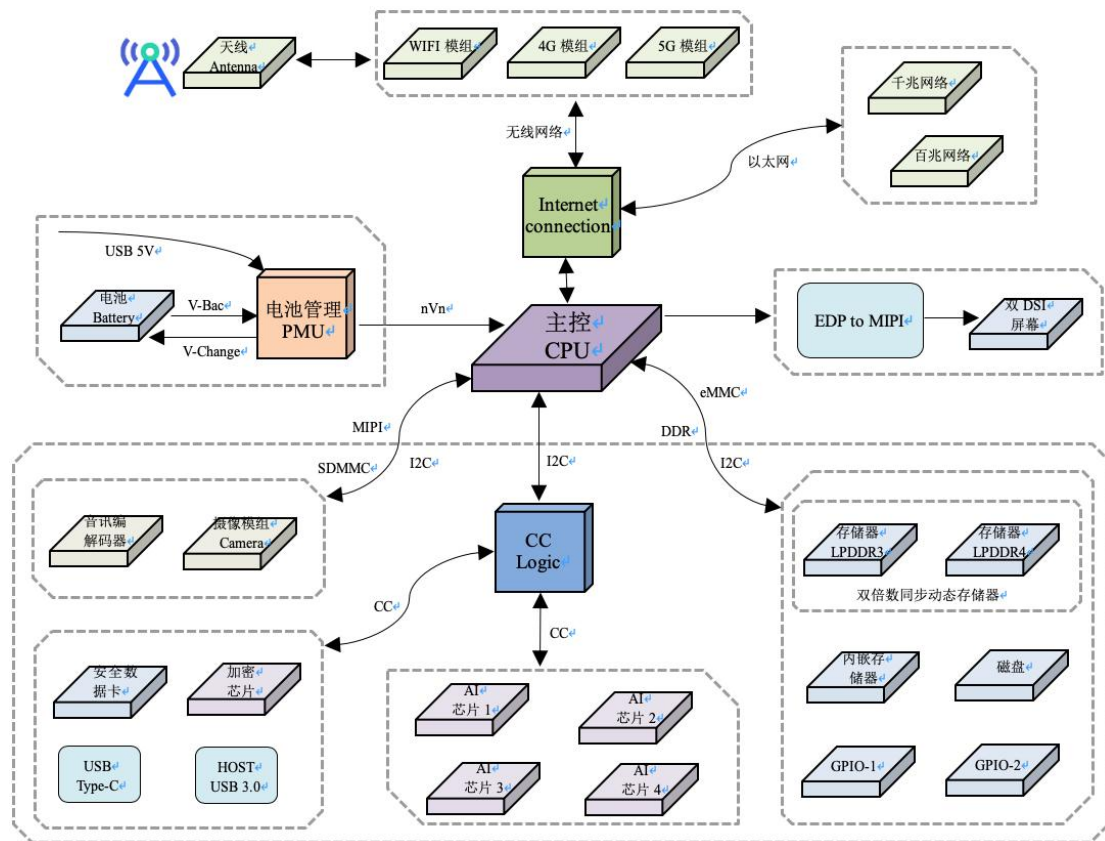 天线
Antenna
WIFI 模组
4G 模组
5G 模组
千兆网络
百兆网络
无线网络
以太网
Internet
connection
USB 5V
电池
Battery
V-Bac
V-Change
电池管理
PMU
nVn
主控
CPU
EDP to MIPI
双 DSI
屏幕
MIPI
SDMMC
I2C
I2C
eMMC
DDR
I2C
音讯编
解码器
摄像模组
Camera
CC
Logic
存储器
LPDDR3
存储器
LPDDR4
双倍数同步动态存储器
CC
CC
安全数
据卡
加密
芯片
USB
Type-C
HOST
USB 3.0
AI
芯片 1
AI
芯片 2
AI
芯片 3
AI
芯片 4
内嵌存
储器
磁盘
GPIO-1
GPIO-2